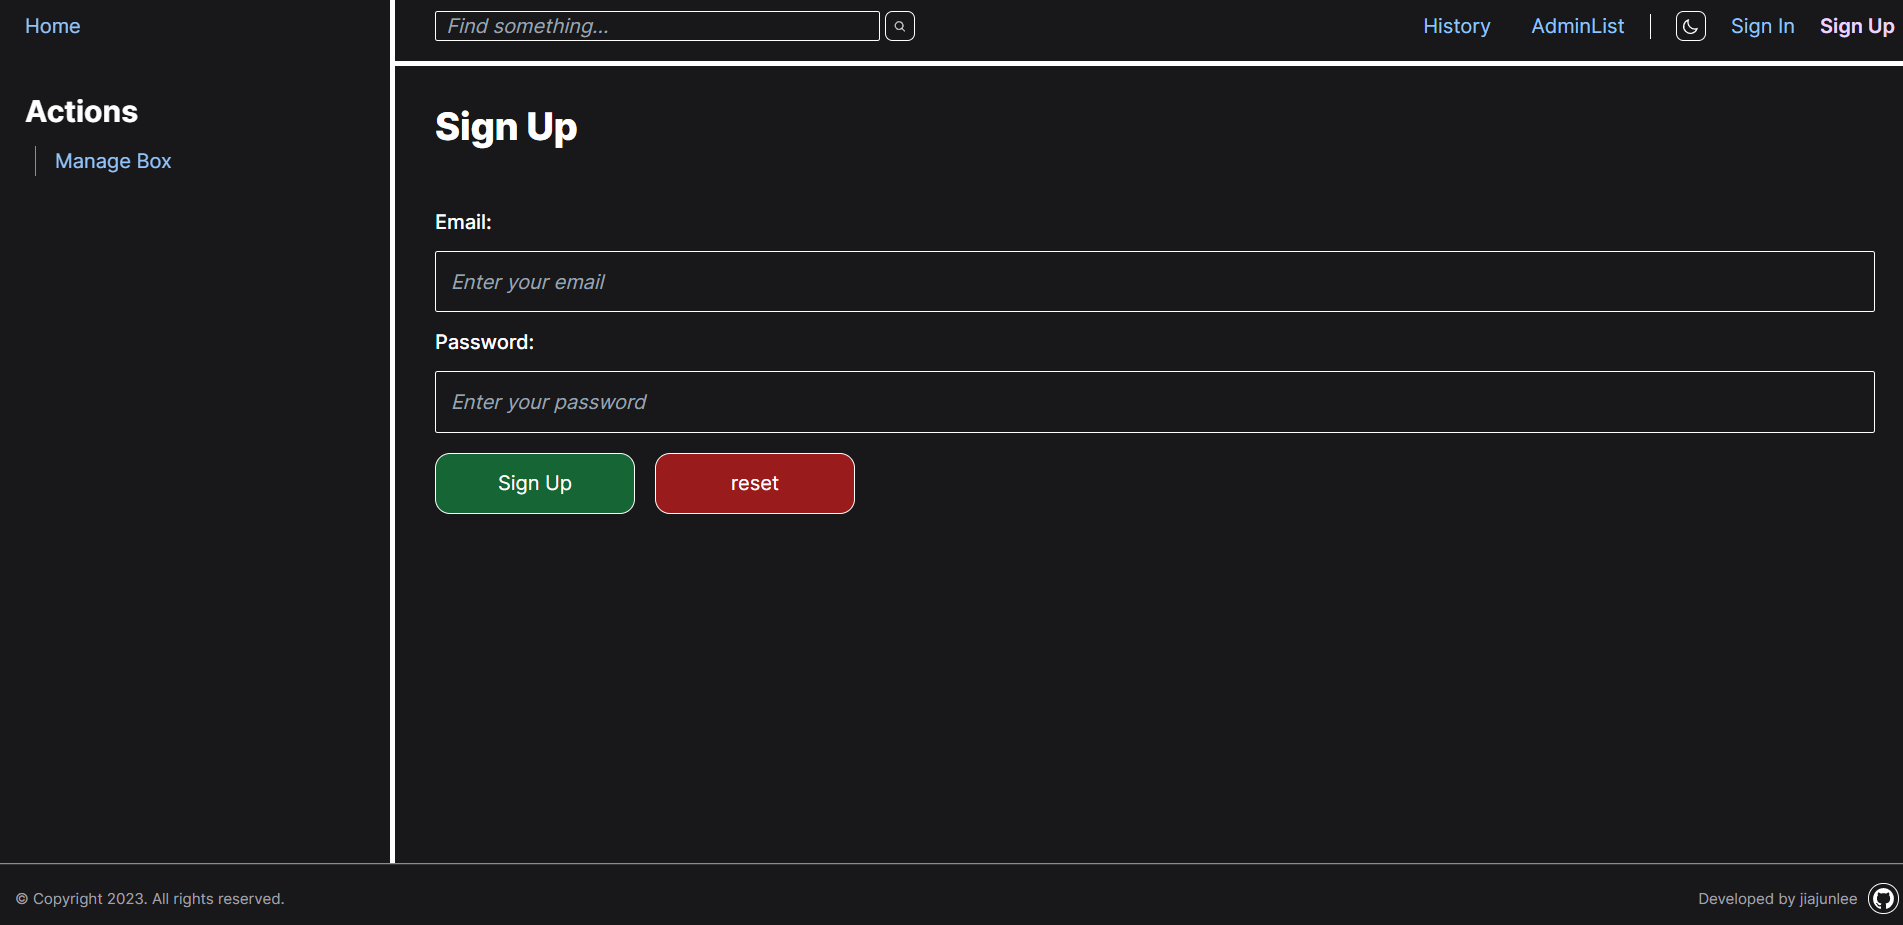 Home
Find something...
History
AdminList
Sign In
Sign Up
Actions
Manage Box
Sign Up
Email:
Enter your email
Password:
Enter your password
Sign Up
reset
© Copyright 2023. All rights reserved.
Developed by jiajunlee